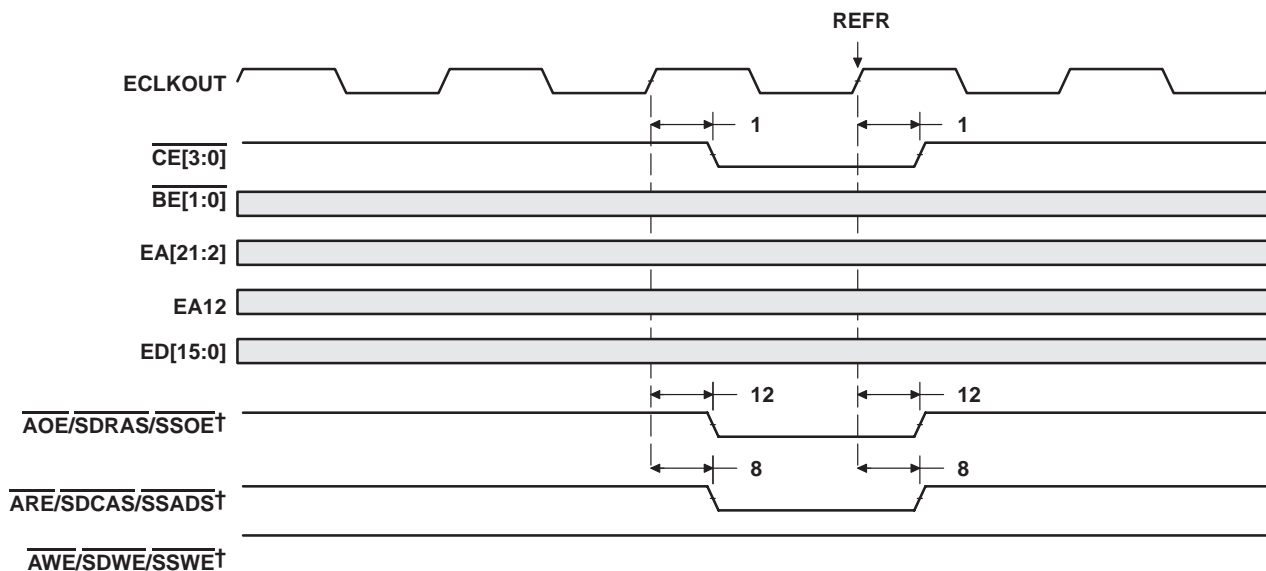 REFR
ECLKOUT
1 1
CE[3:0]
BE[1:0]
EA[21:2]
EA12
ED[15:0]
12 12
AOE/SDRAS/SSOE†
8 8
ARE/SDCAS/SSADS†
AWE/SDWE/SSWE†